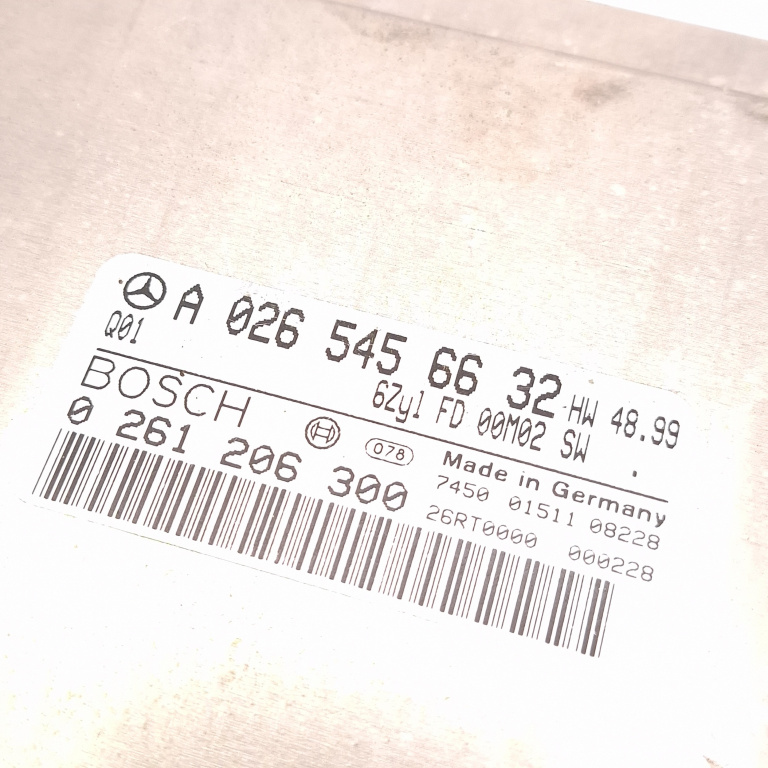 A 026 545 66 32 HW 48.99
Q01 6Zyl FD 00M02 SW .
BOSCH 078 Made in Germany
0 261 206 300 7450 01511 08228
26RT0000 000228